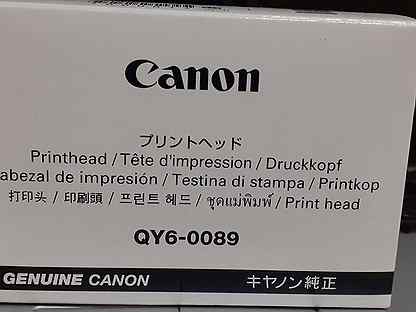 Canon
プリントヘッド
Printhead / Tête d'impression / Druckkopf
abezal de impresión / Testina di stampa / Printkop
打印头 / 印刷頭 / 프린트 헤드 / ชุดแม่พิมพ์ / Print head
QY6-0089
GENUINE CANON キヤノン純正